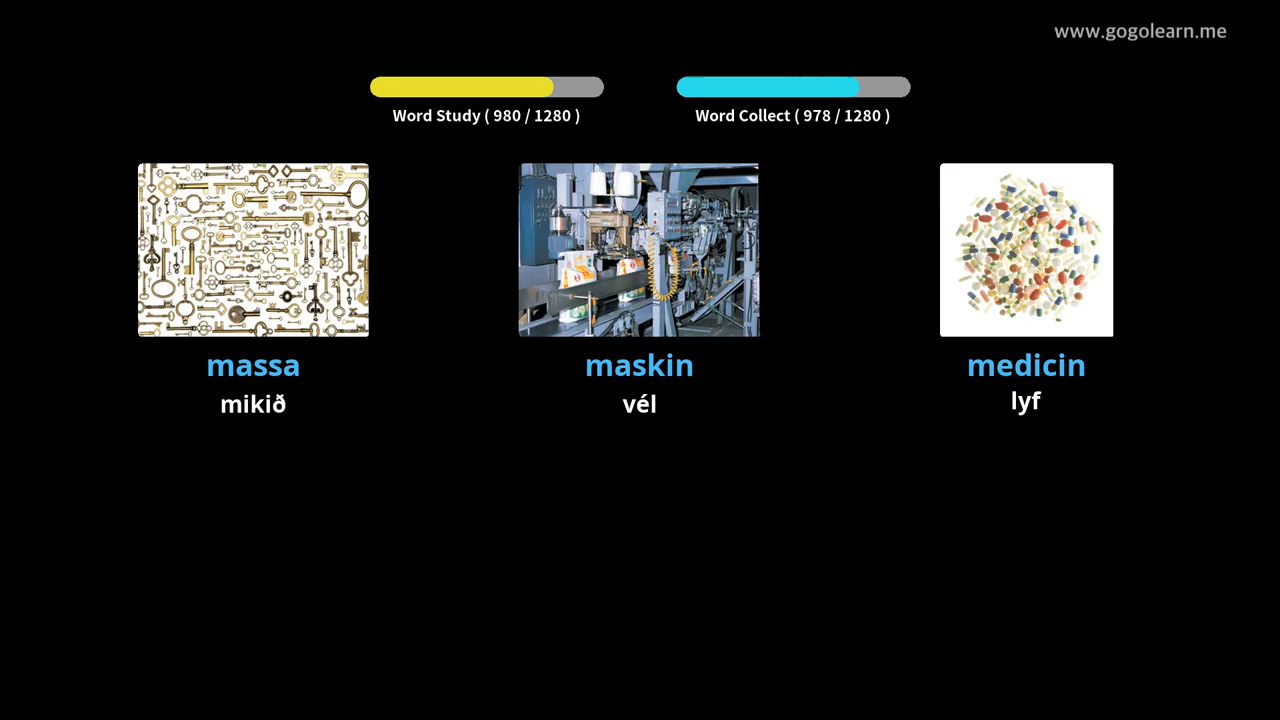 www.gogolearn.me
Word Study ( 980 / 1280 )
Word Collect ( 978 / 1280 )
massa
maskin
medicin
mikið
vél
lyf